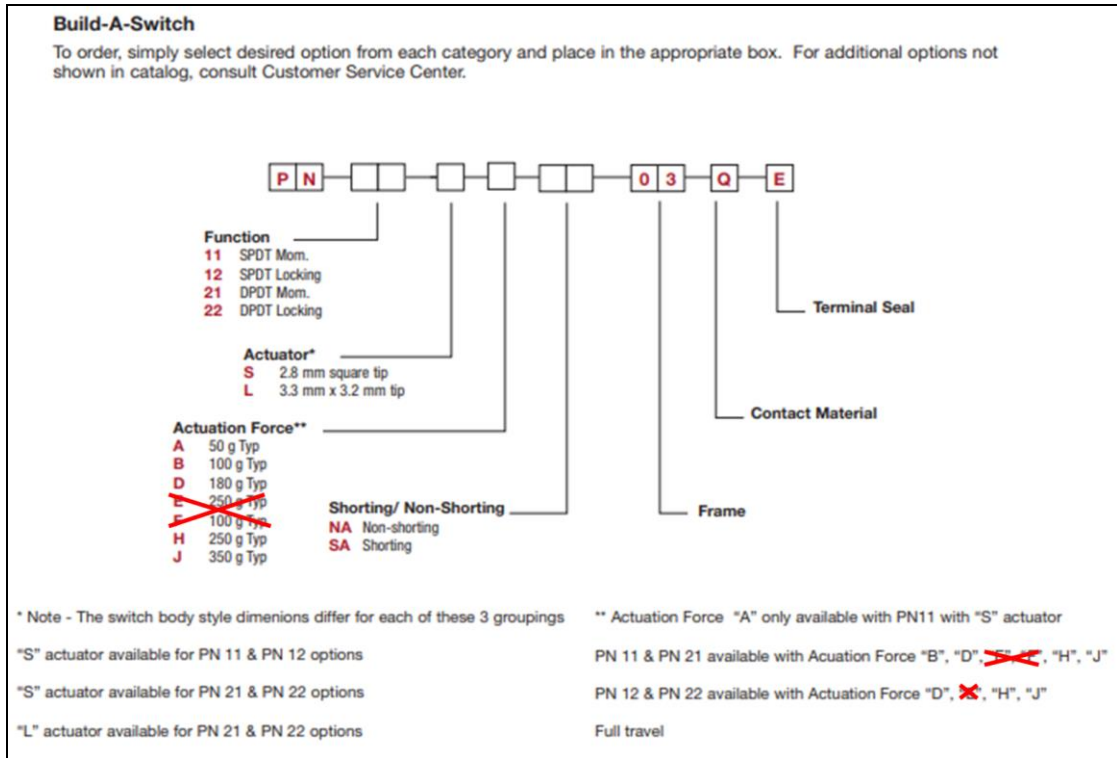 Build-A-Switch
To order, simply select desired option from each category and place in the appropriate box. For additional options not
shown in catalog, consult Customer Service Center.
P N 0 3 Q E
Function
11 SPDT Mom.
12 SPDT Locking
21 DPDT Mom.
22 DPDT Locking
Terminal Seal
Actuator*
S 2.8 mm square tip
L 3.3 mm x 3.2 mm tip
Contact Material
Actuation Force**
A 50 g Typ
B 100 g Typ
D 180 g Typ
E 250 g Typ
F 100 g Typ
H 250 g Typ
J 350 g Typ
Shorting/ Non-Shorting
NA Non-shorting
SA Shorting
Frame
* Note - The switch body style dimenions differ for each of these 3 groupings
"S" actuator available for PN 11 & PN 12 options
"S" actuator available for PN 21 & PN 22 options
"L" actuator available for PN 21 & PN 22 options
** Actuation Force "A" only available with PN11 with "S" actuator
PN 11 & PN 21 available with Acuation Force "B", "D", "H", "J"
PN 12 & PN 22 available with Actuation Force "D", "H", "J"
Full travel